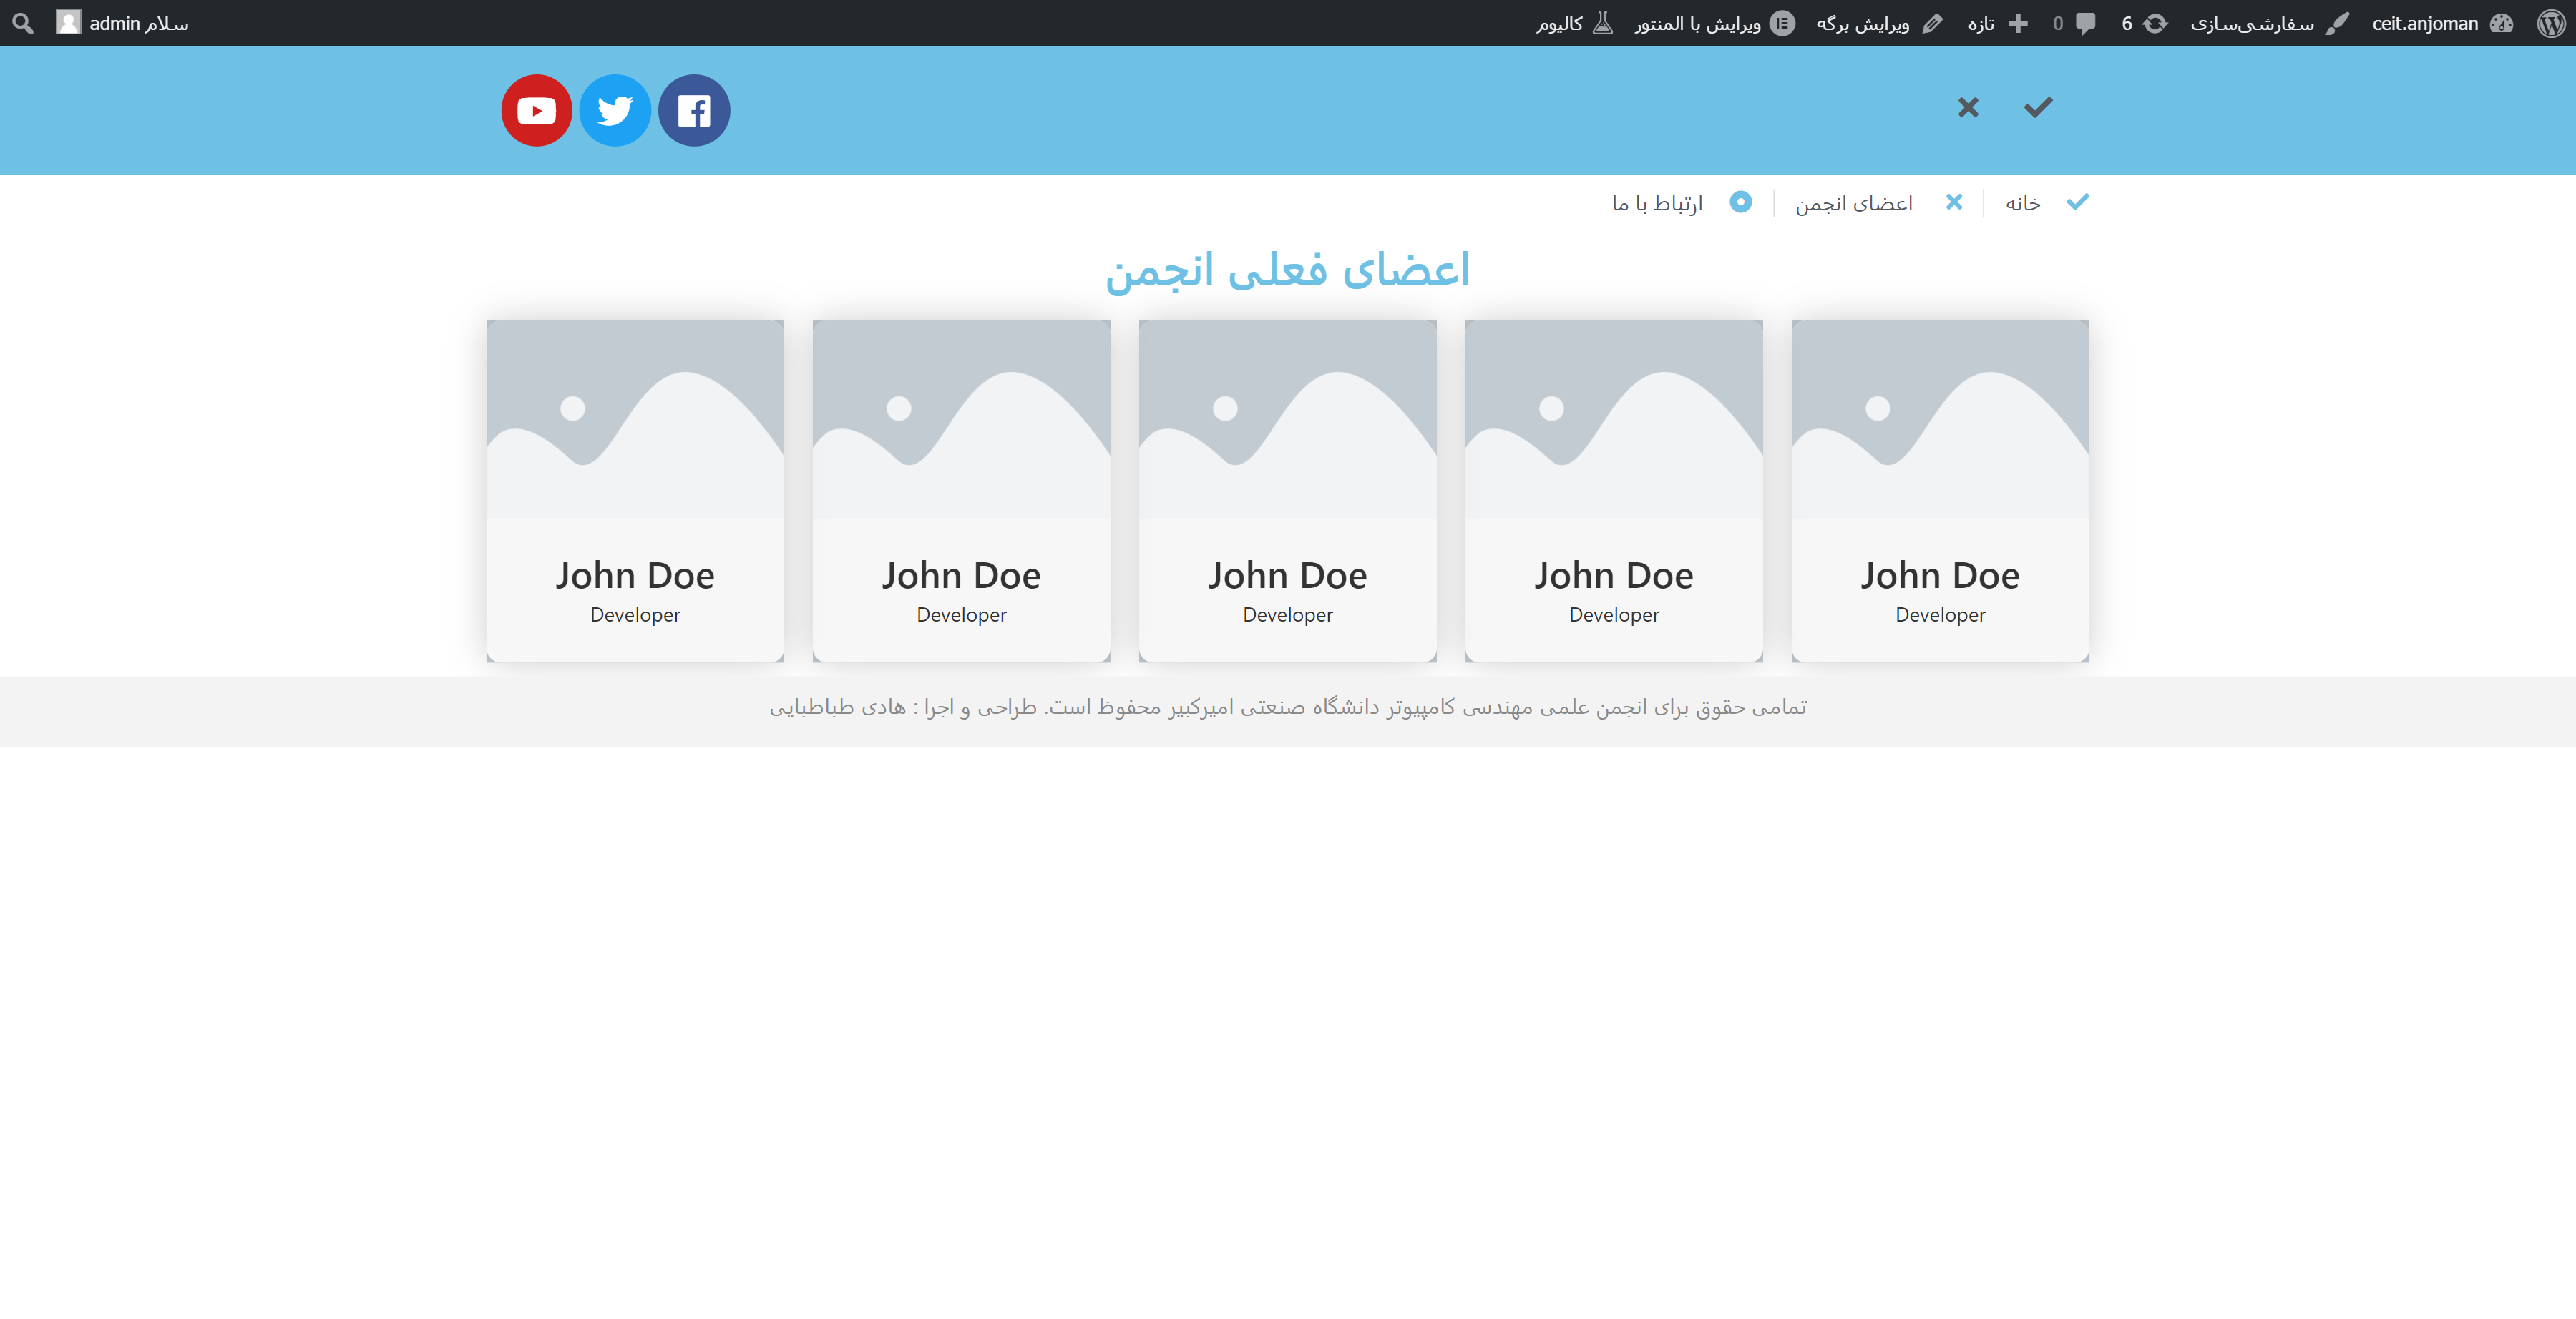 ceit.anjoman سفارشی‌سازی 6 0 تازه ویرایش برگه ویرایش با المنتور کالیوم سلام admin
خانه اعضای انجمن ارتباط با ما
اعضای فعلی انجمن
John Doe John Doe John Doe John Doe John Doe
Developer Developer Developer Developer Developer
تمامی حقوق برای انجمن علمی مهندسی کامپیوتر دانشگاه صنعتی امیرکبیر محفوظ است. طراحی و اجرا : هادی طباطبایی